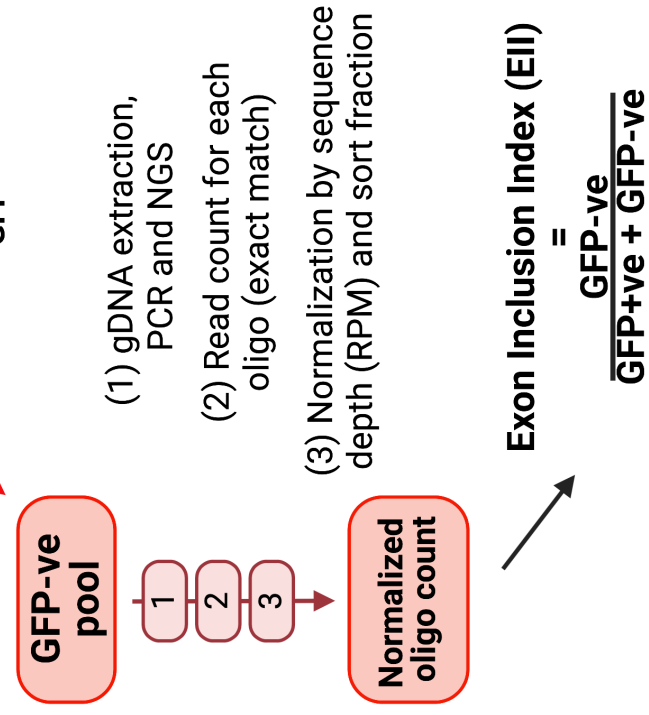 GFP-ve
pool
1
2
3
(1) gDNA extraction,
PCR and NGS
(2) Read count for each
oligo (exact match)
(3) Normalization by sequence
depth (RPM) and sort fraction
Normalized
oligo count
Exon Inclusion Index (EII)
=
GFP-ve
GFP+ve + GFP-ve